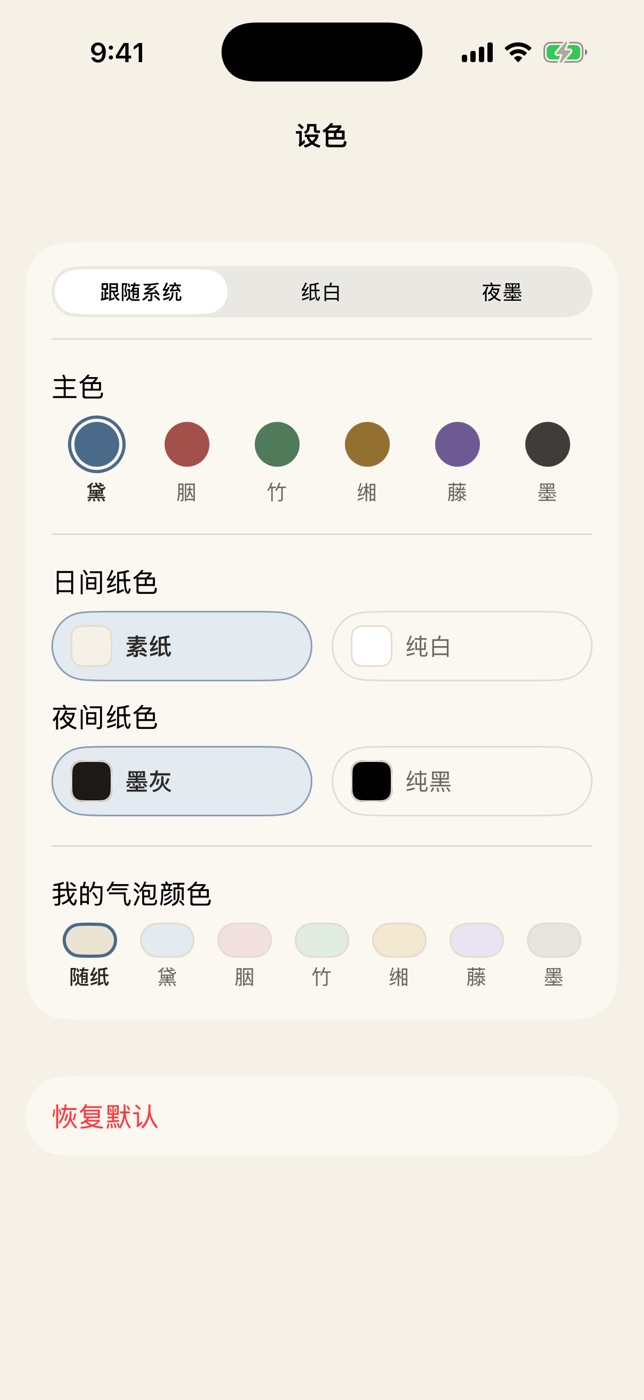 9:41
设色
跟随系统 纸白 夜墨
主色
黛 胭 竹 缃 藤 墨
日间纸色
素纸 纯白
夜间纸色
墨灰 纯黑
我的气泡颜色
随纸 黛 胭 竹 缃 藤 墨
恢复默认